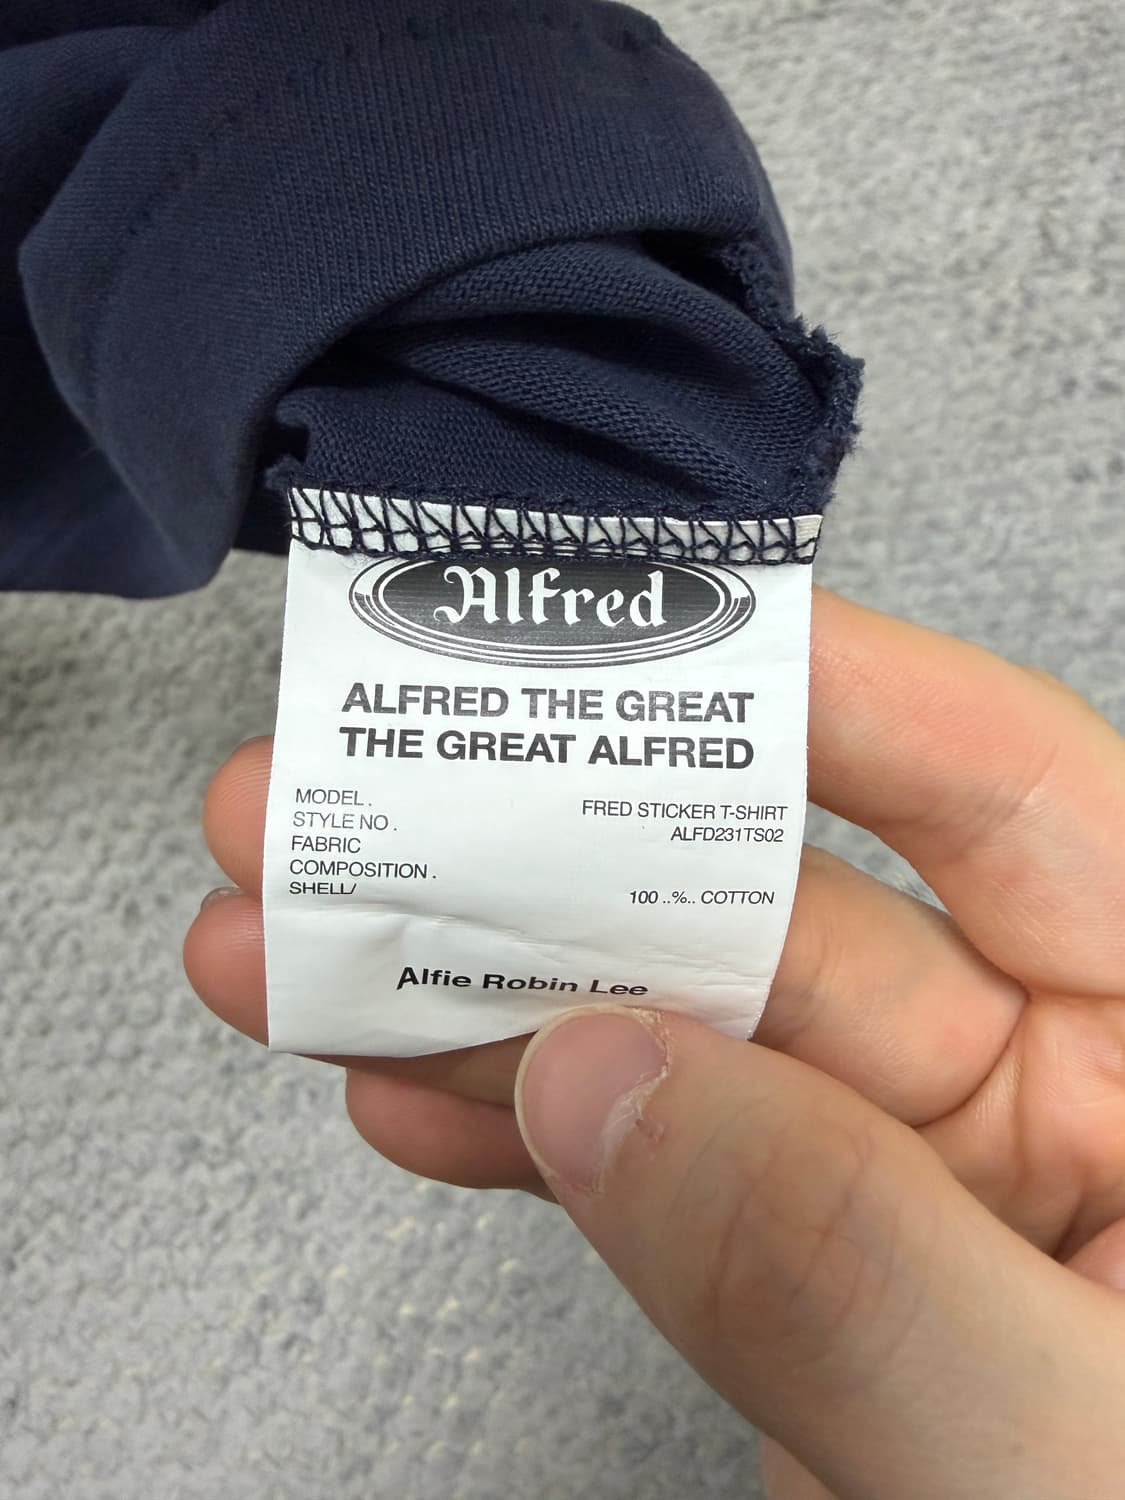 Alfred
ALFRED THE GREAT
THE GREAT ALFRED
MODEL . FRED STICKER T-SHIRT
STYLE NO . ALFD231TS02
FABRIC
COMPOSITION .
SHELL/ 100 ..%.. COTTON
Alfie Robin Lee